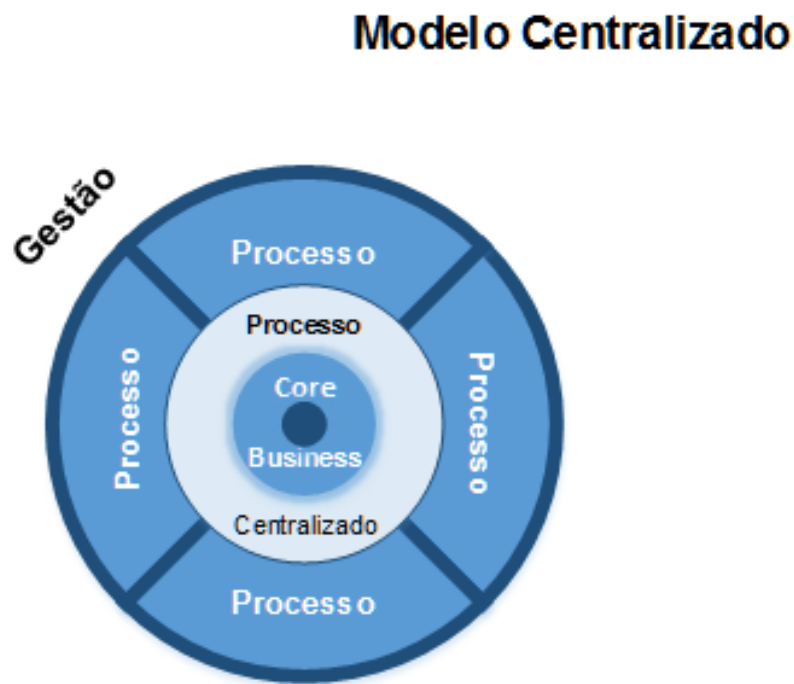 Modelo Centralizado
Gestão
Processo
Processo
Processo
Core
Business
Centralizado
Processo
Processo